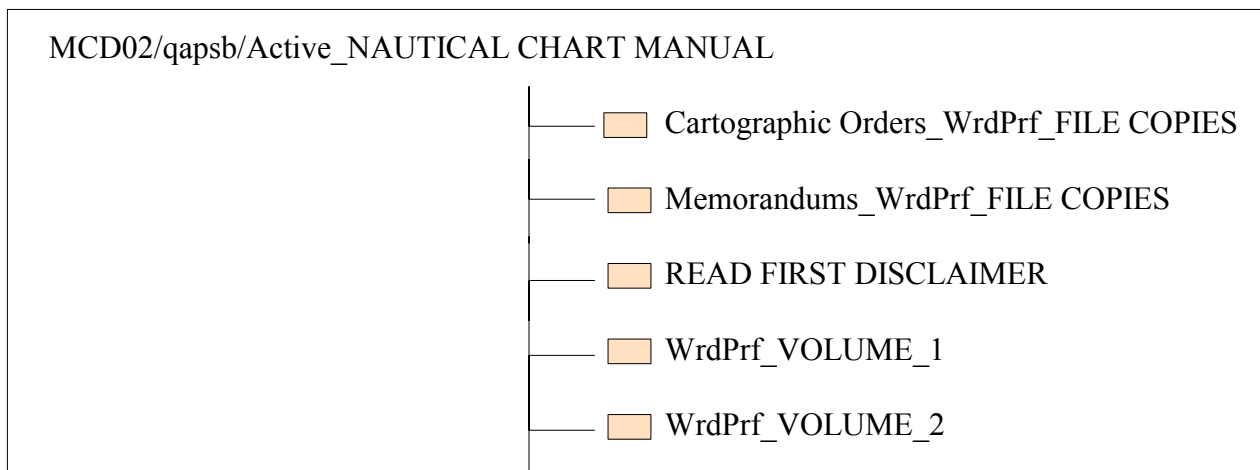 MCD02/qapsb/Active_NAUTICAL CHART MANUAL
Cartographic Orders_WrdPrf_FILE COPIES
Memorandums_WrdPrf_FILE COPIES
READ FIRST DISCLAIMER
WrdPrf_VOLUME_1
WrdPrf_VOLUME_2